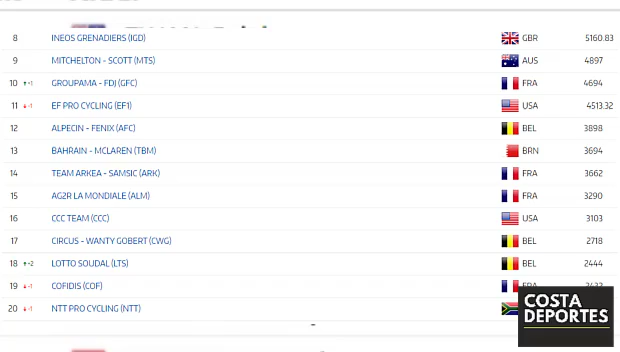 8 INEOS GRENADIERS (IGD) GBR 5160.83
9 MITCHELTON - SCOTT (MTS) AUS 4897
10 +1 GROUPAMA - FDJ (GFC) FRA 4694
11 -1 EF PRO CYCLING (EF1) USA 4513.32
12 ALPECIN - FENIX (AFC) BEL 3898
13 BAHRAIN - MCLAREN (TBM) BRN 3694
14 TEAM ARKEA - SAMSIC (ARK) FRA 3662
15 AG2R LA MONDIALE (ALM) FRA 3290
16 CCC TEAM (CCC) USA 3103
17 CIRCUS - WANTY GOBERT (CWG) BEL 2718
18 +2 LOTTO SOUDAL (LTS) BEL 2444
19 -1 COFIDIS (COF) FRA
20 -1 NTT PRO CYCLING (NTT)
COSTA
DEPORTES